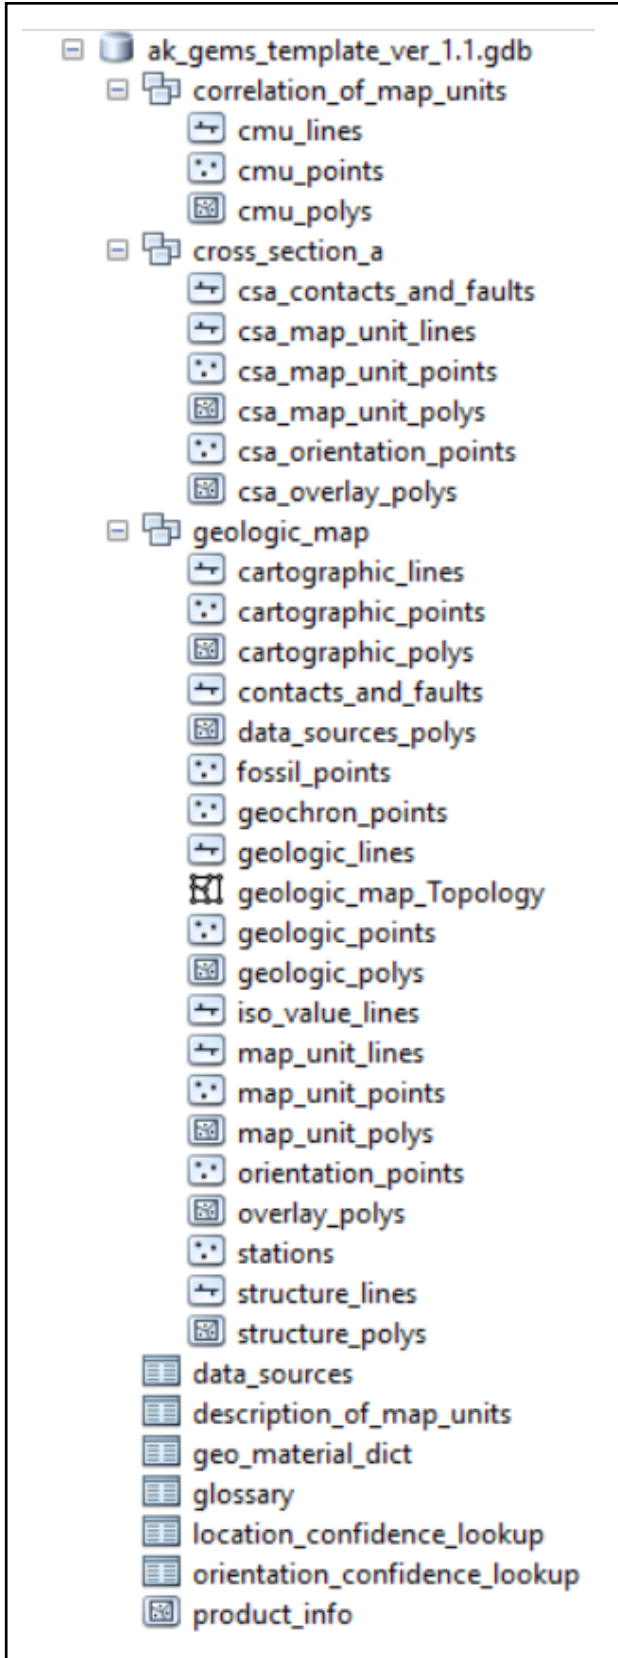 ak_gems_template_ver_1.1.gdb
correlation_of_map_units
cmu_lines
cmu_points
cmu_polys
cross_section_a
csa_contacts_and_faults
csa_map_unit_lines
csa_map_unit_points
csa_map_unit_polys
csa_orientation_points
csa_overlay_polys
geologic_map
cartographic_lines
cartographic_points
cartographic_polys
contacts_and_faults
data_sources_polys
fossil_points
geochron_points
geologic_lines
geologic_map_Topology
geologic_points
geologic_polys
iso_value_lines
map_unit_lines
map_unit_points
map_unit_polys
orientation_points
overlay_polys
stations
structure_lines
structure_polys
data_sources
description_of_map_units
geo_material_dict
glossary
location_confidence_lookup
orientation_confidence_lookup
product_info